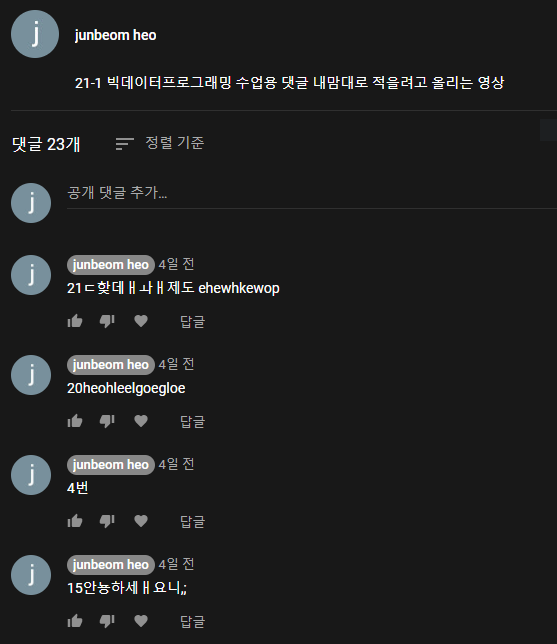 j
junbeom heo
21-1 빅데이터프로그래밍 수업용 댓글 내맘대로 적을려고 올리는 영상
댓글 23개
정렬 기준
j
공개 댓글 추가...
j
junbeom heo 4일 전
21ㄷ핮데ㅐㅘㅐ제도 ehewhkewop
답글
j
junbeom heo 4일 전
20heohleelgoegloe
답글
j
junbeom heo 4일 전
4번
답글
j
junbeom heo 4일 전
15안뇽하세ㅐ요니,;
답글